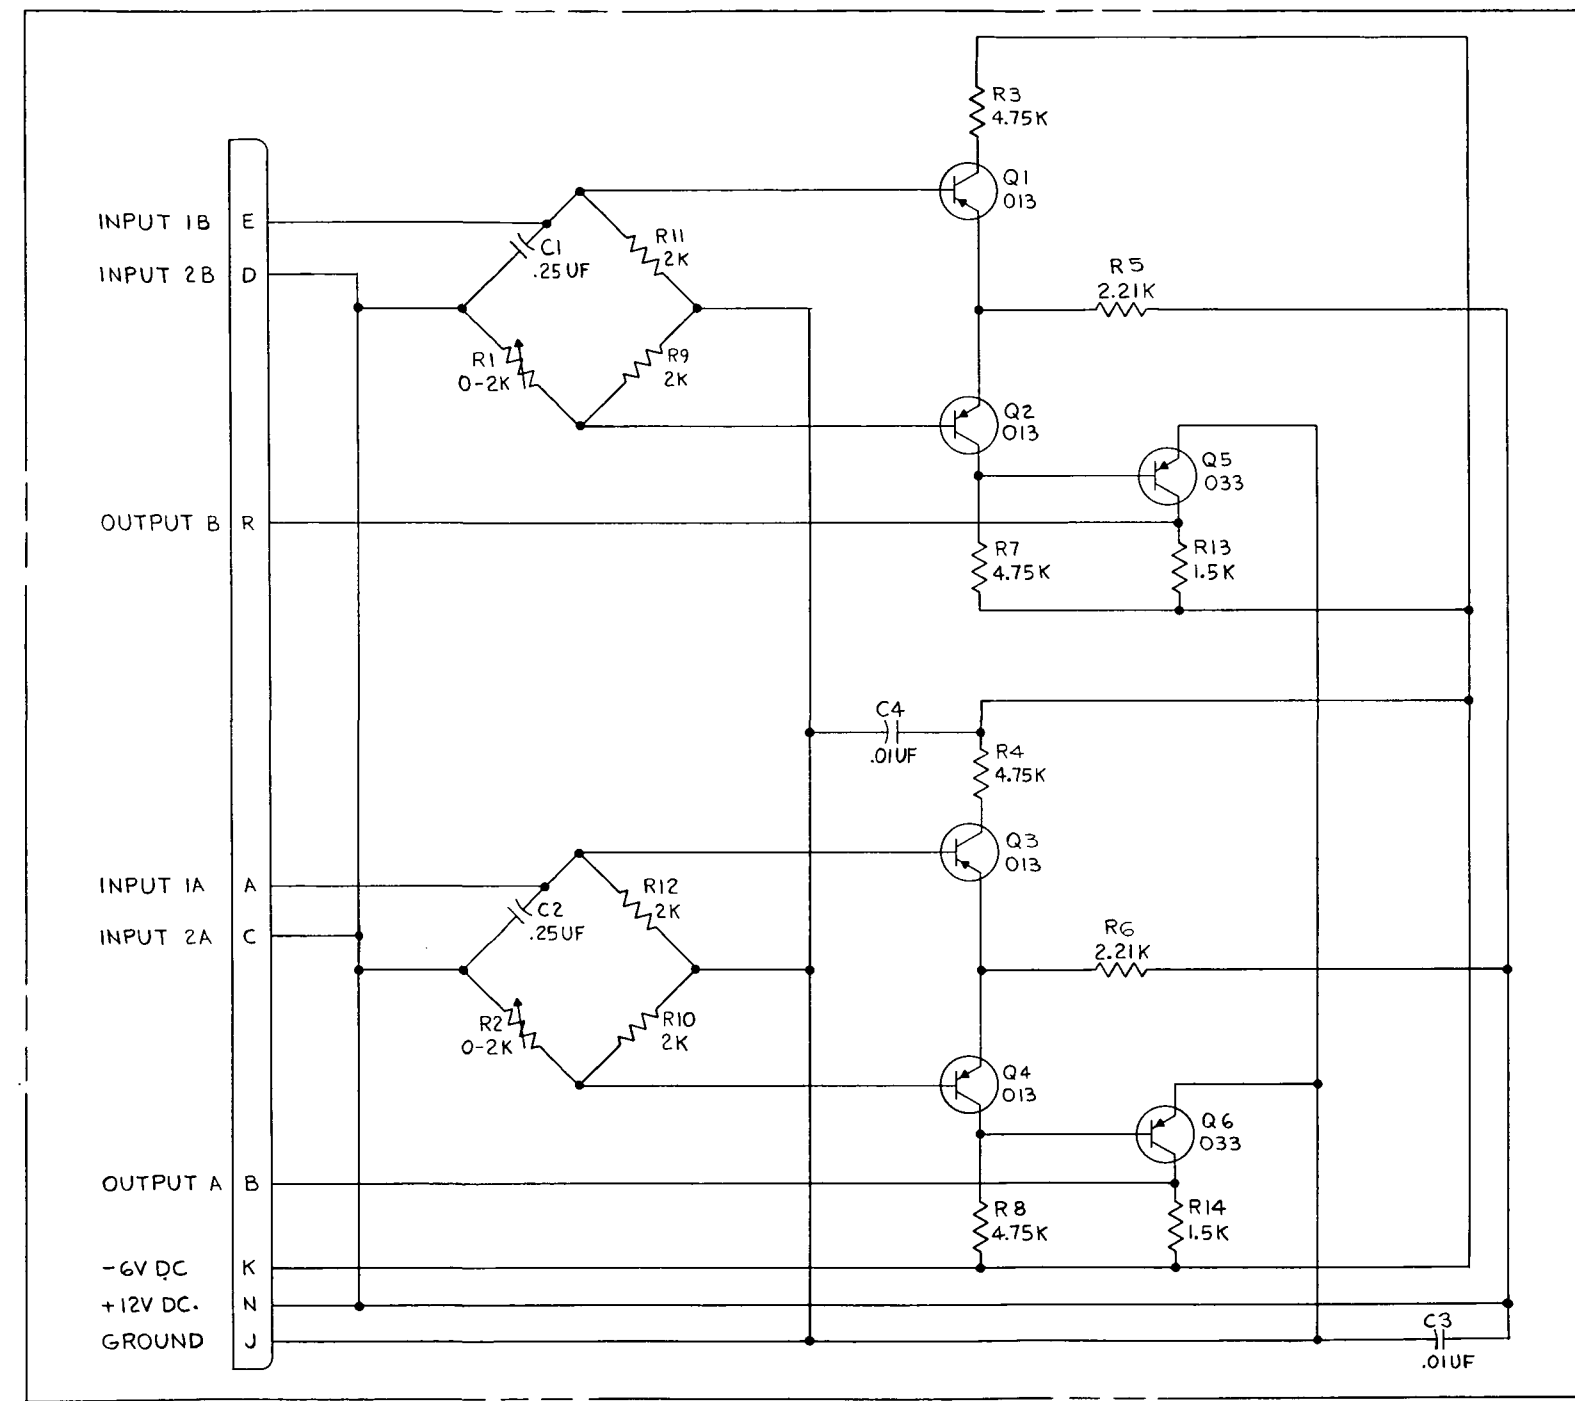 R3
4.75K
Q1
013
INPUT 1B E
C1
.25UF
R11
2K
INPUT 2B D
R5
2.21K
R1
0-2K
R9
2K
Q2
013
Q5
033
OUTPUT B R
R7
4.75K
R13
1.5K
C4
.01UF
R4
4.75K
Q3
013
INPUT 1A A
C2
.25UF
R12
2K
INPUT 2A C
R6
2.21K
R2
0-2K
R10
2K
Q4
013
Q6
033
OUTPUT A B
R8
4.75K
R14
1.5K
-6V DC K
+12V DC. N
GROUND J
C3
.01UF